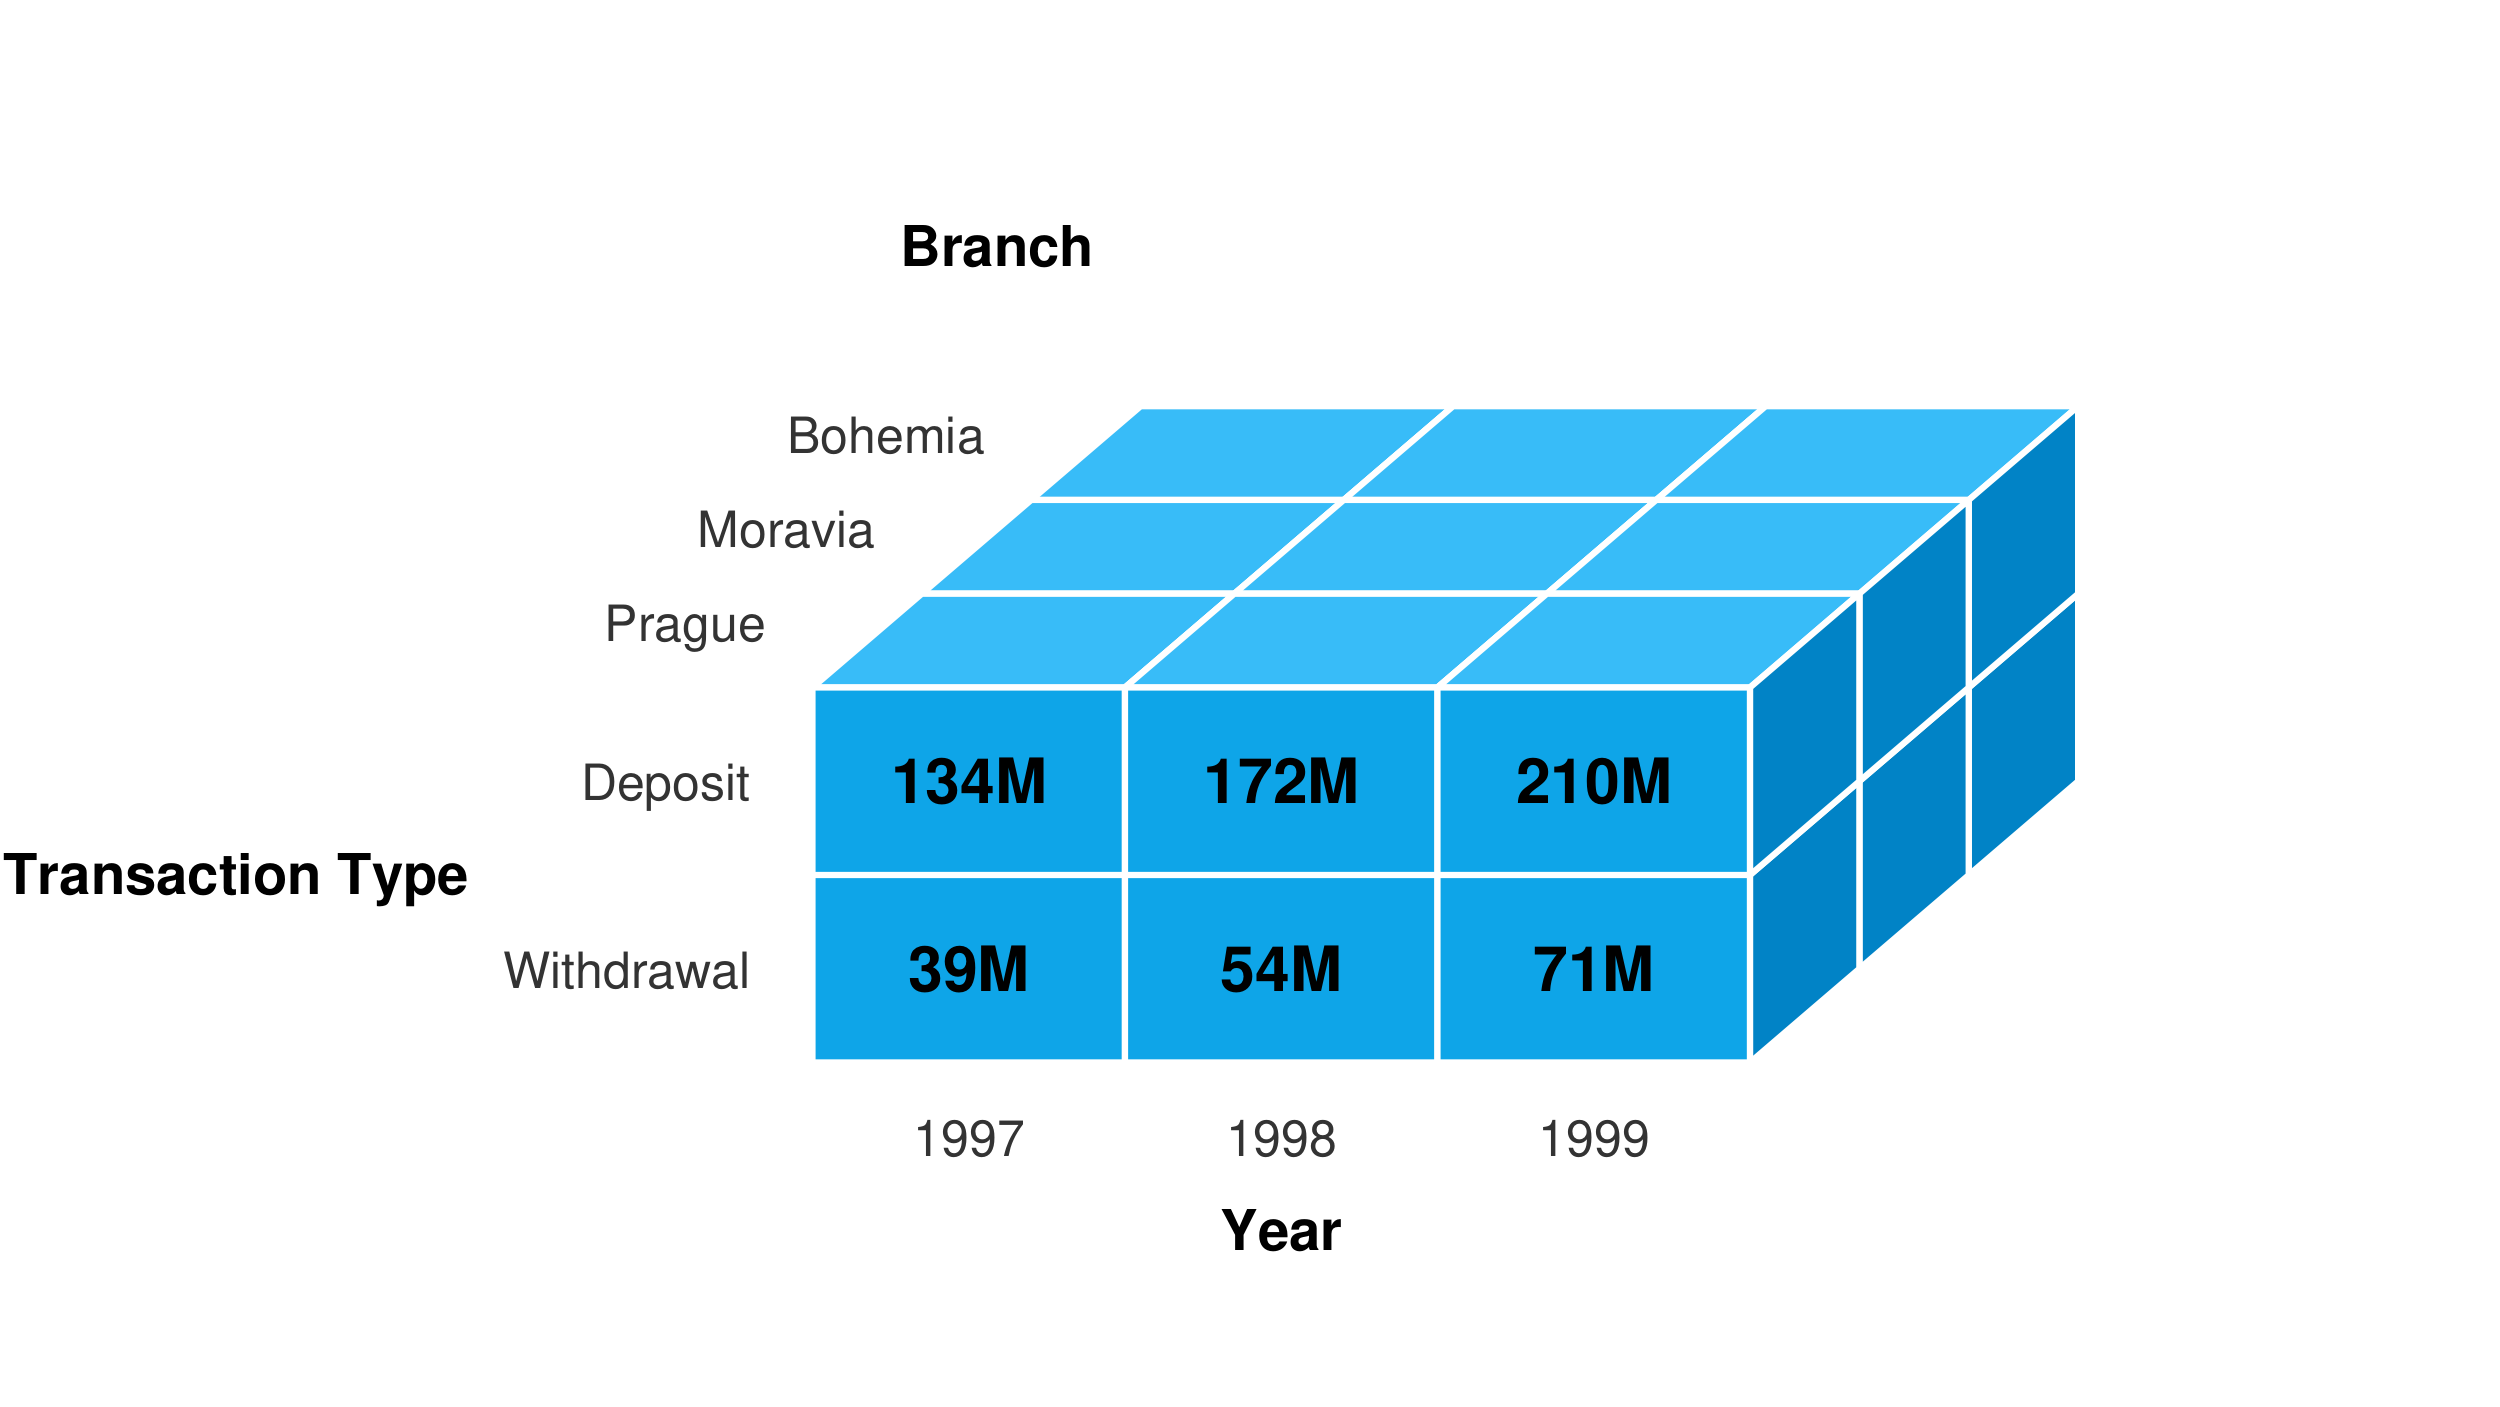 Branch
Bohemia
Moravia
Prague
Deposit 134M 172M 210M
Transaction Type
Withdrawal 39M 54M 71M
1997 1998 1999
Year